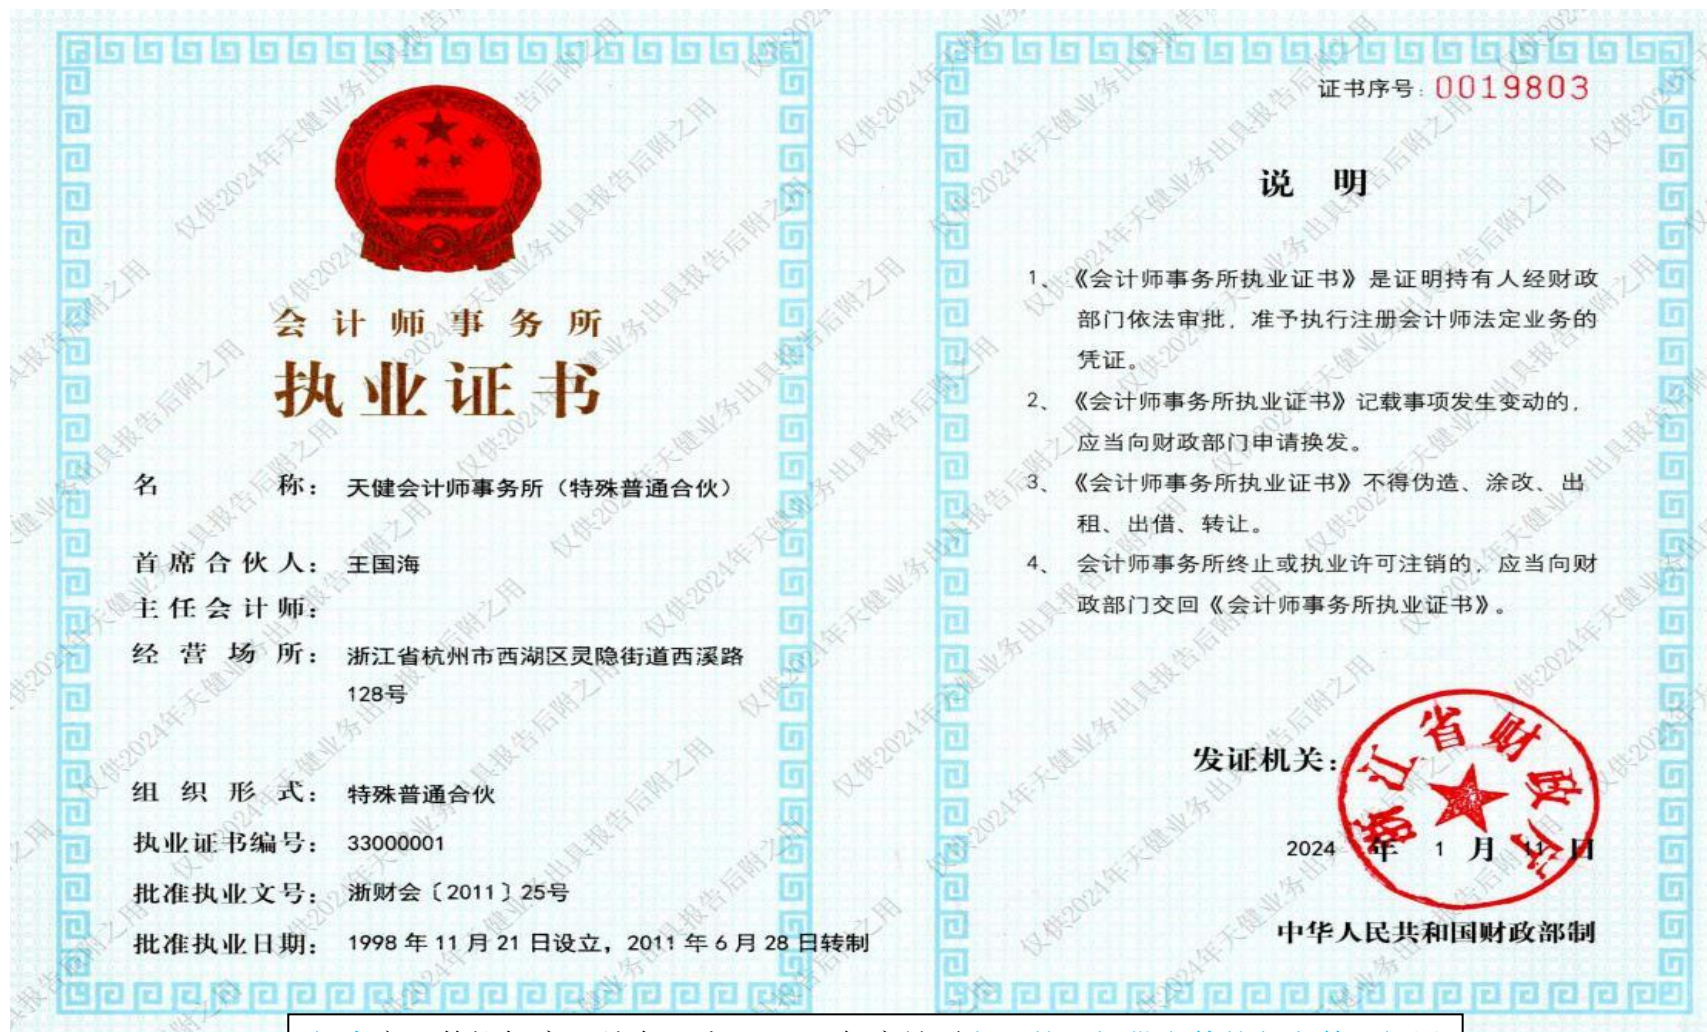 会计师事务所
执业证书
名称：天健会计师事务所（特殊普通合伙）
首席合伙人：王国海
主任会计师：
经营场所：浙江省杭州市西湖区灵隐街道西溪路
128号
组织形式：特殊普通合伙
执业证书编号：33000001
批准执业文号：浙财会〔2011〕25号
批准执业日期：1998年11月21日设立，2011年6月28日转制
证书序号：0019803
说 明
1、《会计师事务所执业证书》是证明持有人经财政
部门依法审批，准予执行注册会计师法定业务的
凭证。
2、《会计师事务所执业证书》记载事项发生变动的，
应当向财政部门申请换发。
3、《会计师事务所执业证书》不得伪造、涂改、出
租、出借、转让。
4、会计师事务所终止或执业许可注销的，应当向财
政部门交回《会计师事务所执业证书》。
发证机关：
浙江省财政厅
2024年1月11日
中华人民共和国财政部制
仅供2024年天健业务出具报告后附之用